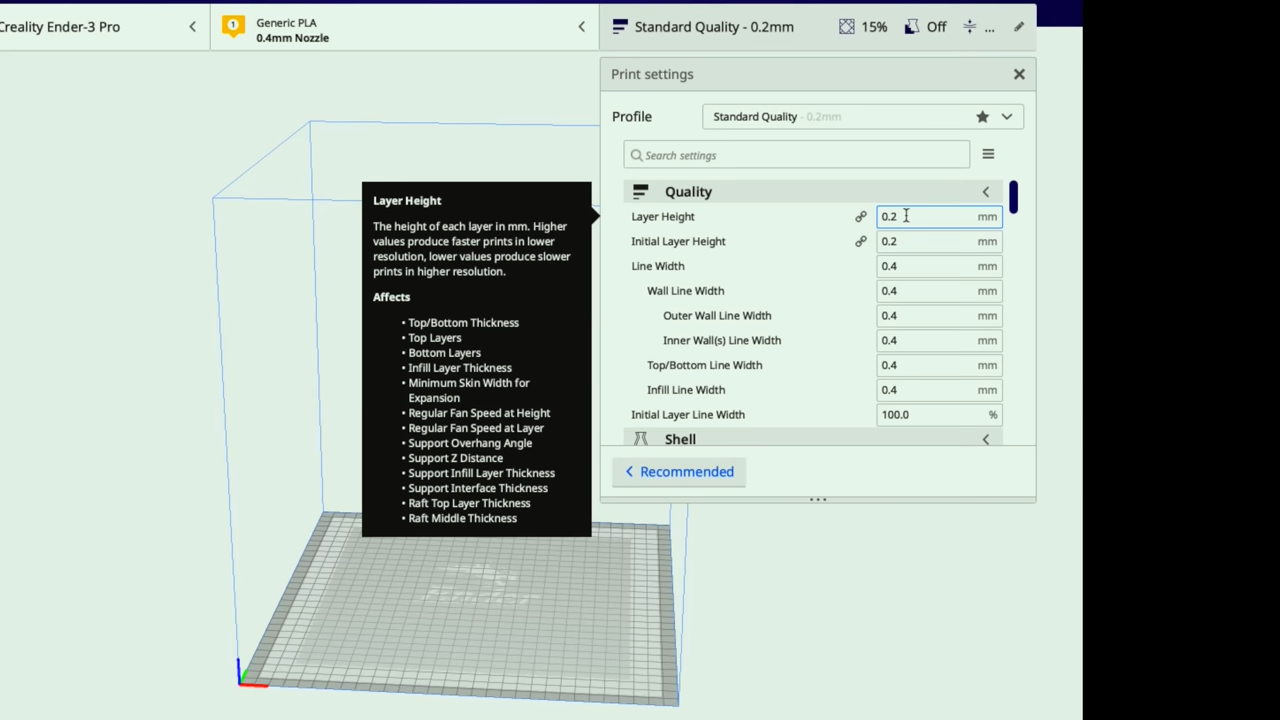 Creality Ender-3 Pro
1
Generic PLA
0.4mm Nozzle
Standard Quality - 0.2mm
15%
Off
...
Print settings
Profile
Standard Quality - 0.2mm
Search settings
Quality
Layer Height
0.2
mm
Initial Layer Height
0.2
mm
Line Width
0.4
mm
Wall Line Width
0.4
mm
Outer Wall Line Width
0.4
mm
Inner Wall(s) Line Width
0.4
mm
Top/Bottom Line Width
0.4
mm
Infill Line Width
0.4
mm
Initial Layer Line Width
100.0
%
Shell
Recommended
Layer Height
The height of each layer in mm. Higher
values produce faster prints in lower
resolution, lower values produce slower
prints in higher resolution.
Affects
• Top/Bottom Thickness
• Top Layers
• Bottom Layers
• Infill Layer Thickness
• Minimum Skin Width for
Expansion
• Regular Fan Speed at Height
• Regular Fan Speed at Layer
• Support Overhang Angle
• Support Z Distance
• Support Infill Layer Thickness
• Support Interface Thickness
• Raft Top Layer Thickness
• Raft Middle Thickness